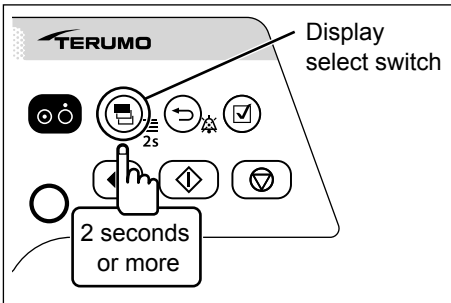 TERUMO
Display
select switch
2s
2 seconds
or more